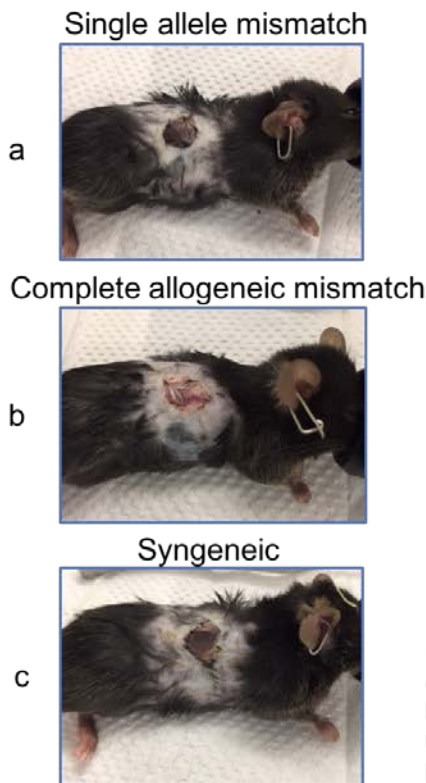 Single allele mismatch
a
Complete allogeneic mismatch
b
Syngeneic
c